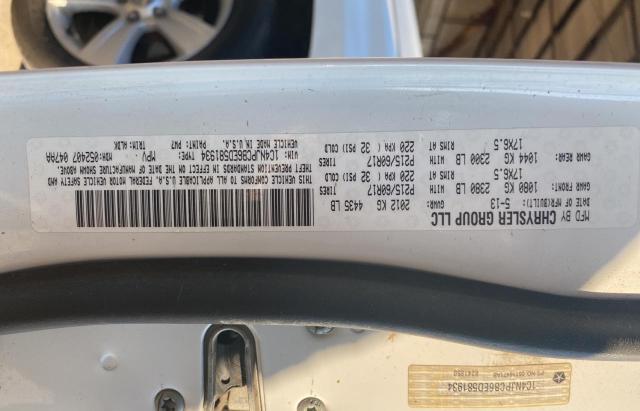 MFD BY CHRYSLER GROUP LLC
DATE OF MFR(BUILT): 5-13 GVWR: 2012 KG 4435 LB
GAWR FRONT: 1080 KG 2380 LB WITH P215/60R17 TIRES
17X6.5 RIMS AT 220 KPA( 32 PSI) COLD
GAWR REAR: 1044 KG 2300 LB WITH P215/60R17 TIRES
17X6.5 RIMS AT 220 KPA( 32 PSI) COLD
THIS VEHICLE CONFORMS TO ALL APPLICABLE U.S.A. FEDERAL MOTOR VEHICLE SAFETY AND
THEFT PREVENTION STANDARDS IN EFFECT ON THE DATE OF MANUFACTURE SHOWN ABOVE.
VIN: 1C4NJPCB6ED581934 TYPE: MPV MDH:052407 047AA
VEHICLE MADE IN U.S.A. PAINT: PW7 TRIM:
1C4NJPCB6ED581934